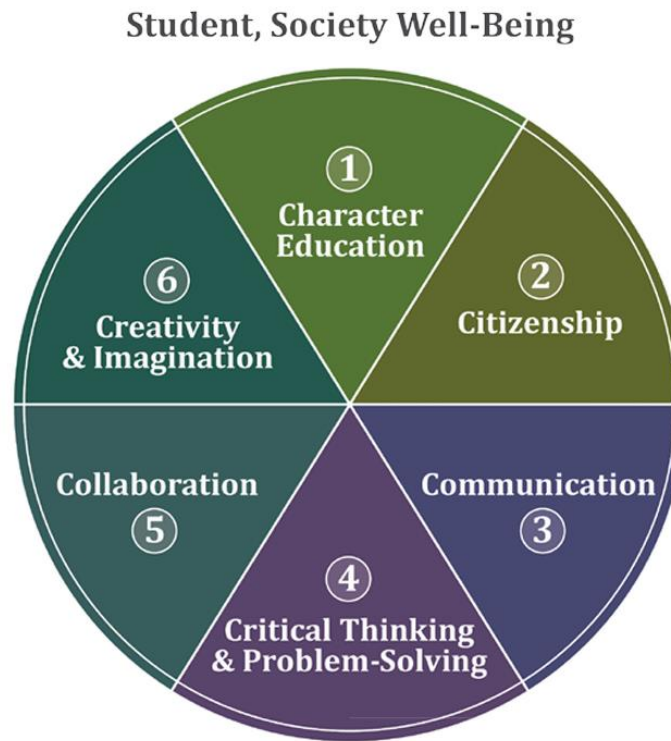 Student, Society Well-Being
1
Character
Education
2
Citizenship
Communication
3
4
Critical Thinking
& Problem-Solving
Collaboration
5
6
Creativity
& Imagination